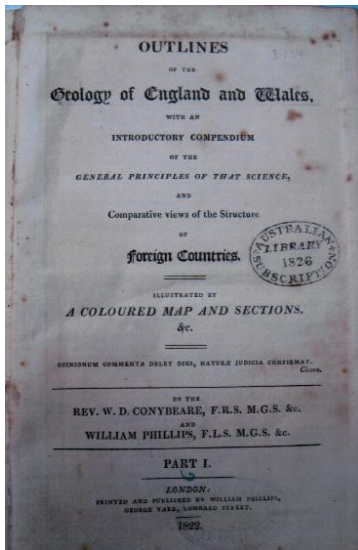 OUTLINES
OF THE
Geology of England and Wales,
WITH AN
INTRODUCTORY COMPENDIUM
OF THE
GENERAL PRINCIPLES OF THAT SCIENCE,
AND
Comparative views of the Structure
OF
Foreign Countries.
AUSTRALIAN
LIBRARY
1826
SUBSCRIPTION
ILLUSTRATED BY
A COLOURED MAP AND SECTIONS.
&c.
OPINIONUM COMMENTA DELET DIES, NATURÆ JUDICIA CONFIRMAT.
Cicero.
BY THE
REV. W. D. CONYBEARE, F.R.S. M.G.S. &c.
AND
WILLIAM PHILLIPS, F.L.S. M.G.S. &c.
PART I.
LONDON:
PRINTED AND PUBLISHED BY WILLIAM PHILLIPS,
GEORGE YARD, LOMBARD STREET.
1822.